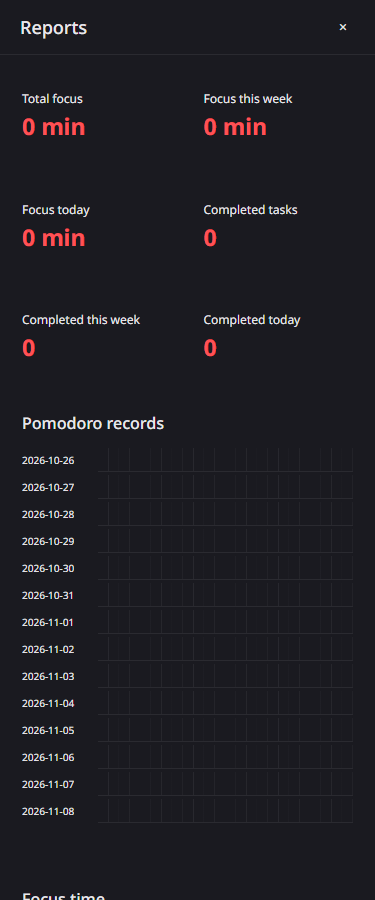 Reports ×
Total focus Focus this week
0 min 0 min
Focus today Completed tasks
0 min 0
Completed this week Completed today
0 0
Pomodoro records
2026-10-26
2026-10-27
2026-10-28
2026-10-29
2026-10-30
2026-10-31
2026-11-01
2026-11-02
2026-11-03
2026-11-04
2026-11-05
2026-11-06
2026-11-07
2026-11-08
Focus time